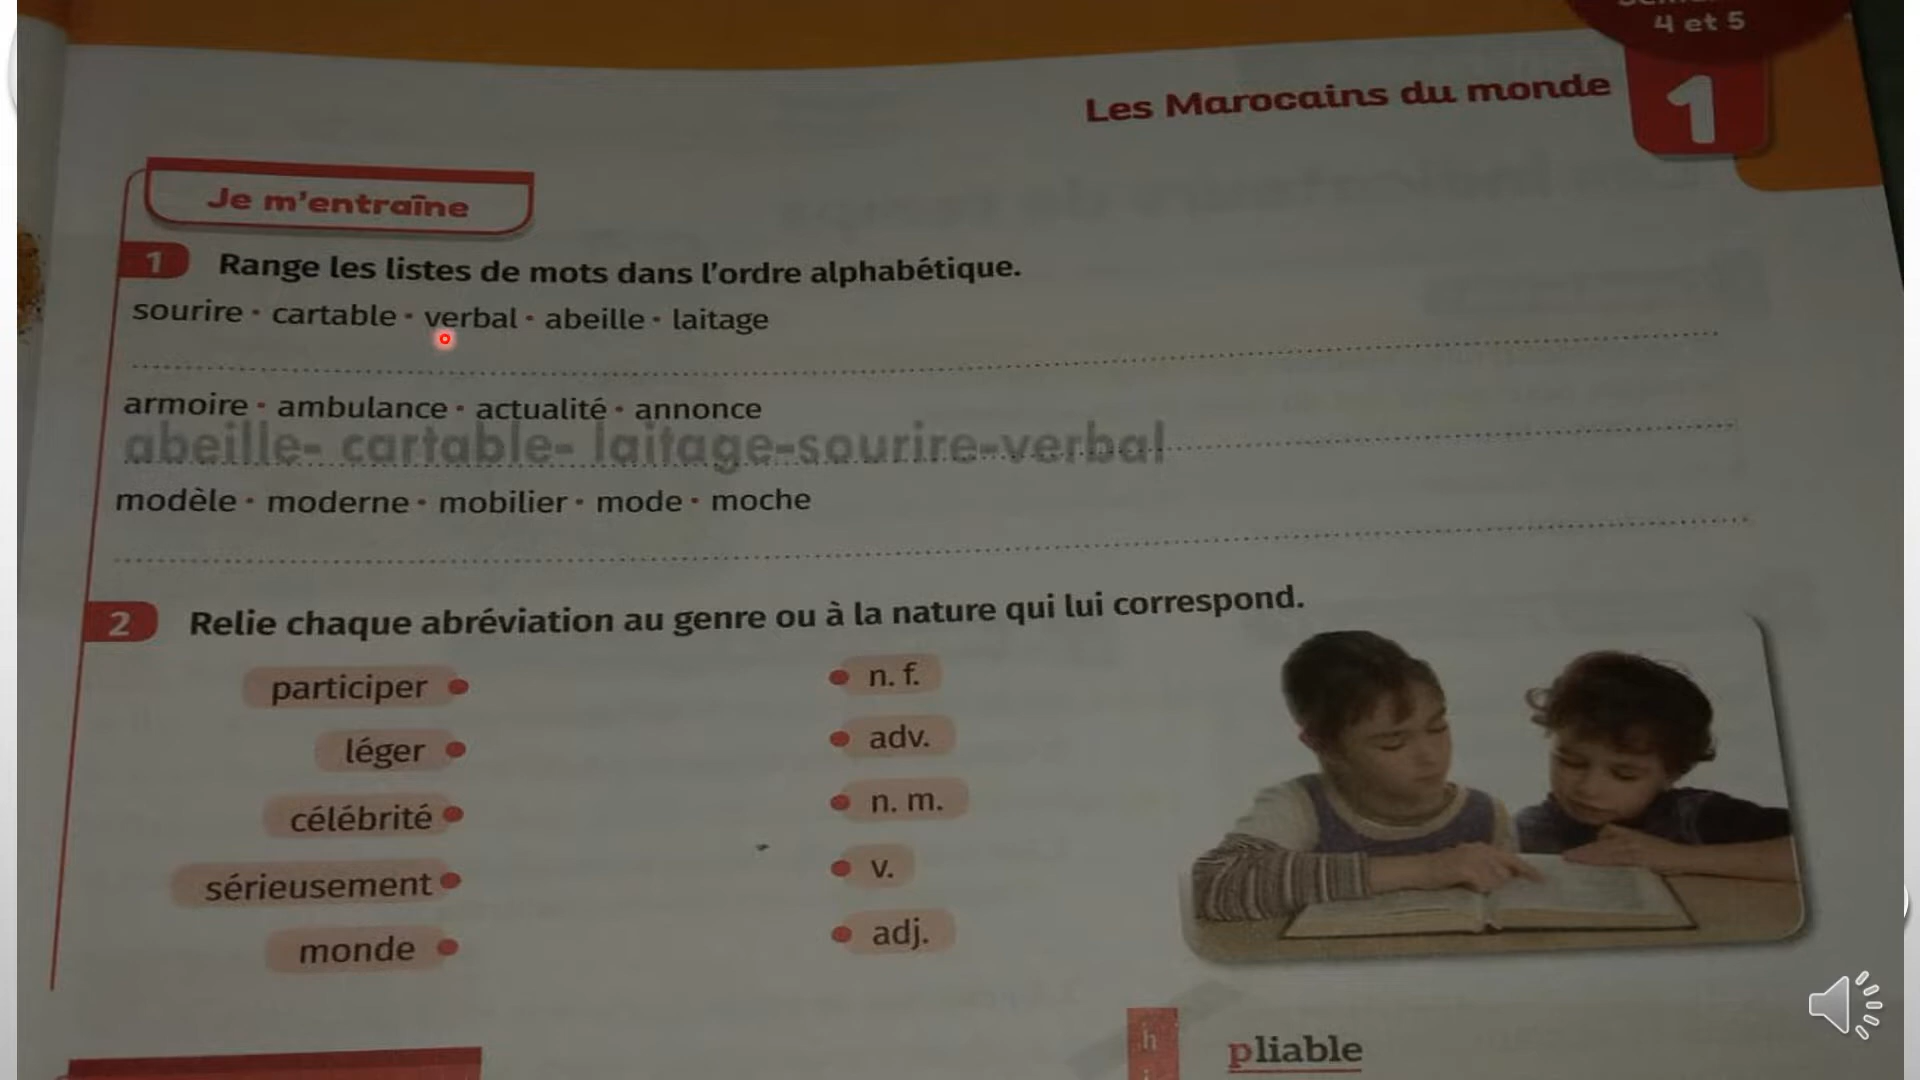 4 et 5
Les Marocains du monde
1
Je m'entraîne
1 Range les listes de mots dans l'ordre alphabétique.
sourire • cartable • verbal • abeille • laitage
armoire • ambulance • actualité • annonce
abeille- cartable- laitage-sourire-verbal
modèle • moderne • mobilier • mode • moche
2 Relie chaque abréviation au genre ou à la nature qui lui correspond.
participer • • n. f.
léger • • adv.
célébrité • • n. m.
sérieusement • • v.
monde • • adj.
h pliable